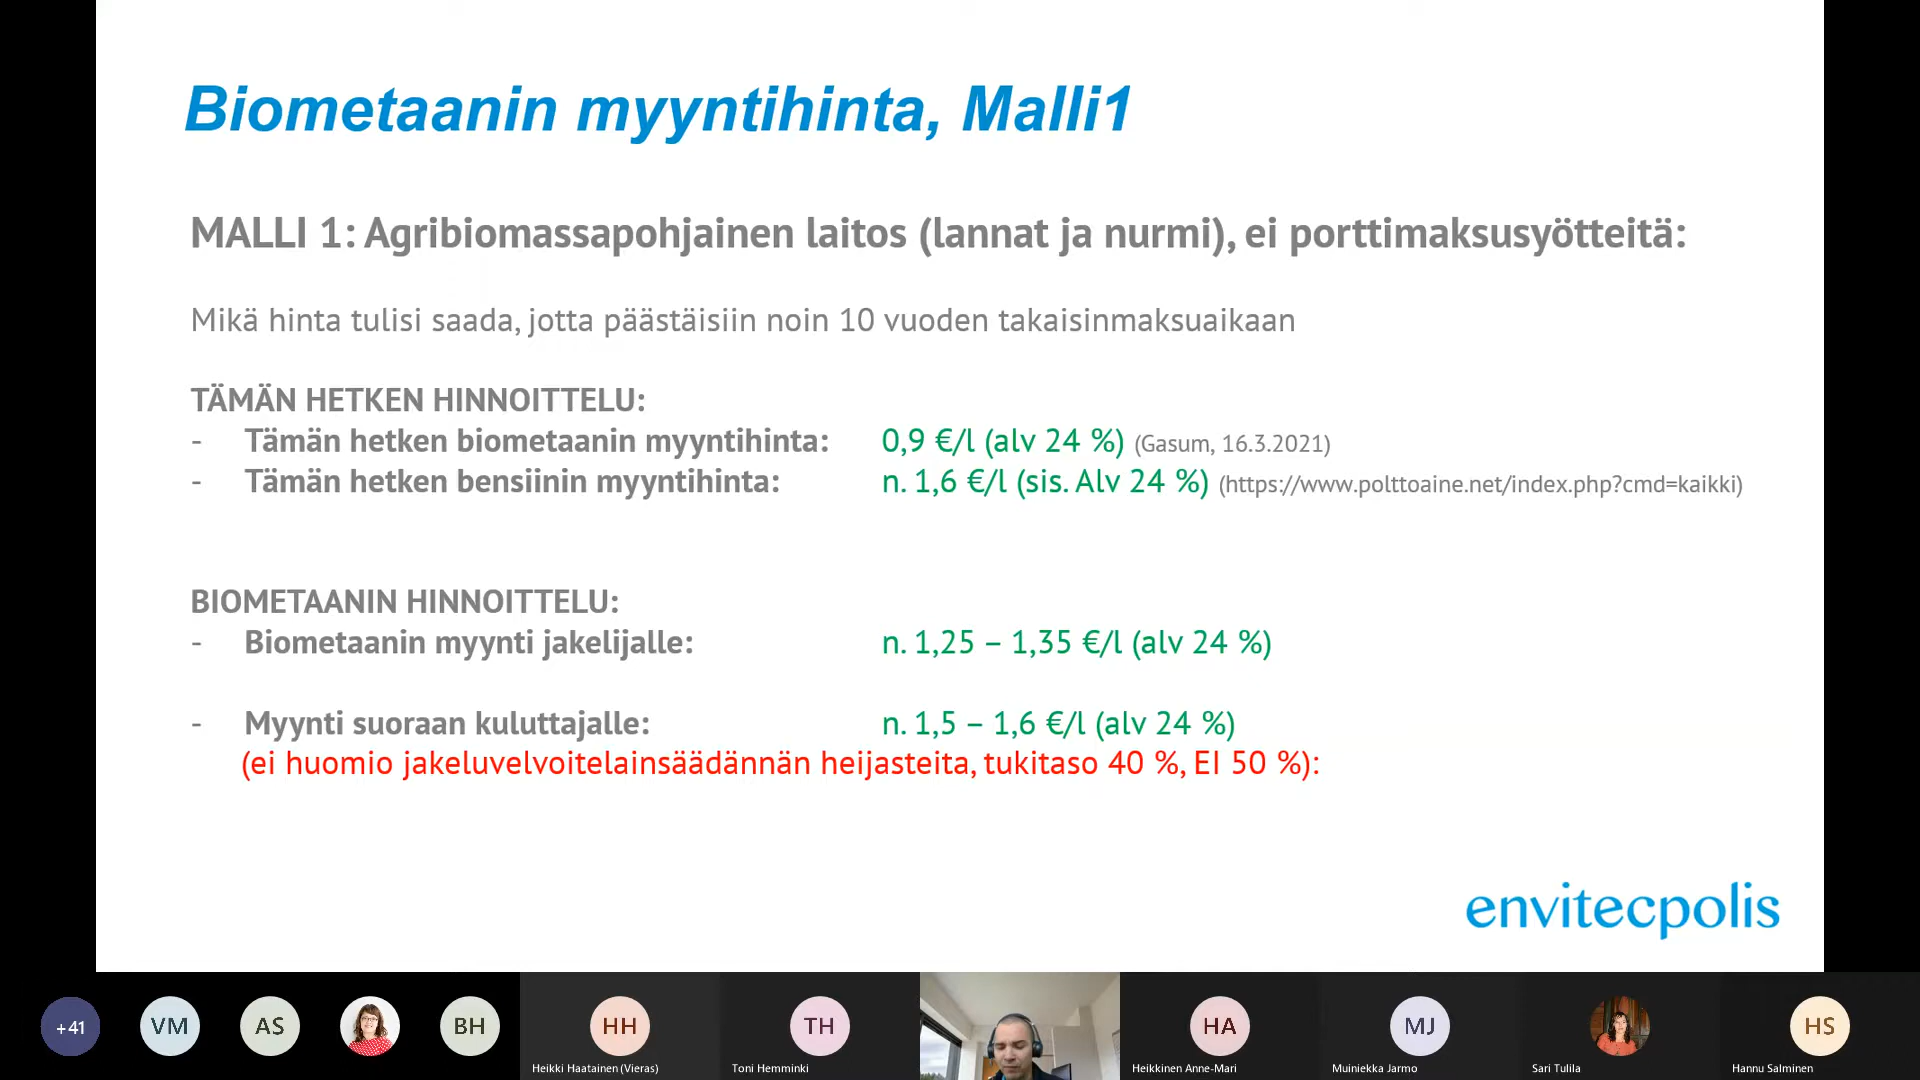 Biometaanin myyntihinta, Malli1
MALLI 1: Agribiomassapohjainen laitos (lannat ja nurmi), ei porttimaksusyötteitä:
Mikä hinta tulisi saada, jotta päästäisiin noin 10 vuoden takaisinmaksuaikaan
TÄMÄN HETKEN HINNOITTELU:
- Tämän hetken biometaanin myyntihinta: 0,9 €/l (alv 24 %) (Gasum, 16.3.2021)
- Tämän hetken bensiinin myyntihinta: n. 1,6 €/l (sis. Alv 24 %) (https://www.polttoaine.net/index.php?cmd=kaikki)
BIOMETAANIN HINNOITTELU:
- Biometaanin myynti jakelijalle: n. 1,25 – 1,35 €/l (alv 24 %)
- Myynti suoraan kuluttajalle: n. 1,5 – 1,6 €/l (alv 24 %)
(ei huomio jakeluvelvoitelainsäädännän heijasteita, tukitaso 40 %, EI 50 %):
envitecpolis
+41 VM AS BH HH TH HA MJ HS
Heikki Haatainen (Vieras) Toni Hemminki Heikkinen Anne-Mari Muiniekka Jarmo Sari Tulila Hannu Salminen